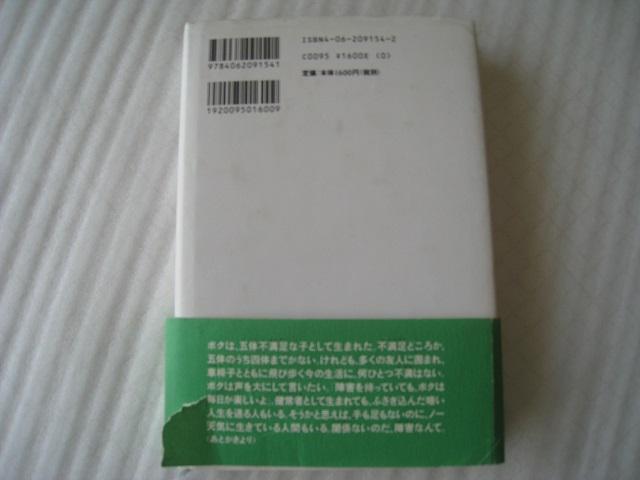 ISBN4-06-209154-2
C0095 ¥1600E (0)
定価:本体1600円(税別)
9784062091541
1920095016009
ボクは、五体不満足な子として生まれた。不満足どころか、
五体のうち四体までがない。けれども、多くの友人に囲まれ、
車椅子とともに飛び歩く今の生活に、何ひとつ不満はない。
ボクは声を大にして言いたい。「障害を持っていても、ボクは
毎日が楽しいよ」。健常者として生まれても、ふさぎ込んだ暗い
人生を送る人もいる。そうかと思えば、手も足もないのに、ノー
天気に生きている人間もいる。関係ないのだ、障害なんて。
(あとがきより)